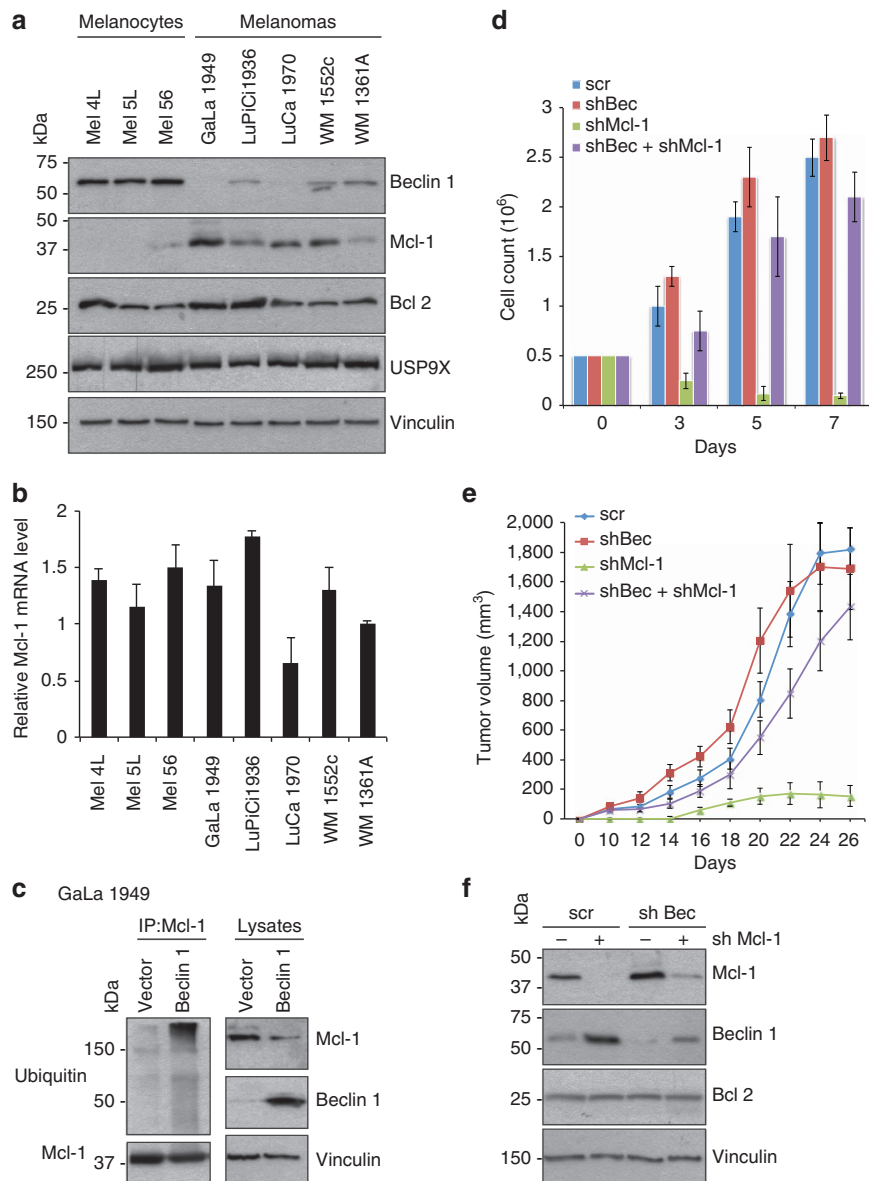 a
Melanocytes Melanomas
kDa
Mel 4L
Mel 5L
Mel 56
GaLa 1949
LuPiCi1936
LuCa 1970
WM 1552c
WM 1361A
75
50
Beclin 1
50
37
Mcl-1
25
Bcl 2
250
USP9X
150
Vinculin
b
Relative Mcl-1 mRNA level
2
1.5
1
0.5
0
Mel 4L
Mel 5L
Mel 56
GaLa 1949
LuPiCi1936
LuCa 1970
WM 1552c
WM 1361A
c
GaLa 1949
IP:Mcl-1 Lysates
kDa
Vector
Beclin 1
Vector
Beclin 1
150
Ubiquitin
50
Mcl-1
37
Mcl-1
Beclin 1
Vinculin
d
scr
shBec
shMcl-1
shBec + shMcl-1
Cell count (10⁶)
3
2.5
2
1.5
1
0.5
0
0 3 5 7
Days
e
scr
shBec
shMcl-1
shBec + shMcl-1
Tumor volume (mm³)
2,000
1,800
1,600
1,400
1,200
1,000
800
600
400
200
0
0 10 12 14 16 18 20 22 24 26
Days
f
kDa
scr sh Bec
– + – + sh Mcl-1
50
37
Mcl-1
75
50
Beclin 1
25
Bcl 2
150
Vinculin